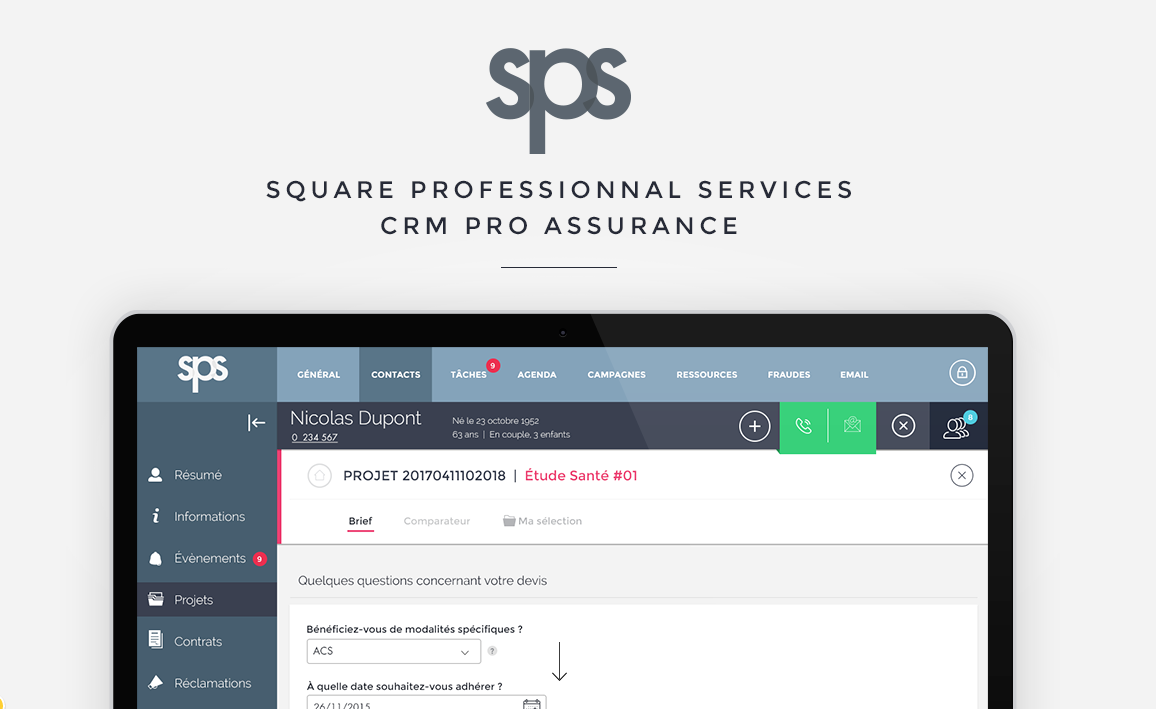 sps
SQUARE PROFESSIONNAL SERVICES
CRM PRO ASSURANCE
sps
GÉNÉRAL
CONTACTS
TÂCHES 9
AGENDA
CAMPAGNES
RESSOURCES
FRAUDES
EMAIL
Nicolas Dupont
0 234 567
Né le 23 octobre 1952
63 ans | En couple, 3 enfants
8
Résumé
Informations
Évènements 9
Projets
Contrats
Réclamations
PROJET 20170411102018 | Étude Santé #01
Brief
Comparateur
Ma sélection
Quelques questions concernant votre devis
Bénéficiez-vous de modalités spécifiques ?
ACS
?
À quelle date souhaitez-vous adhérer ?
26/11/2015